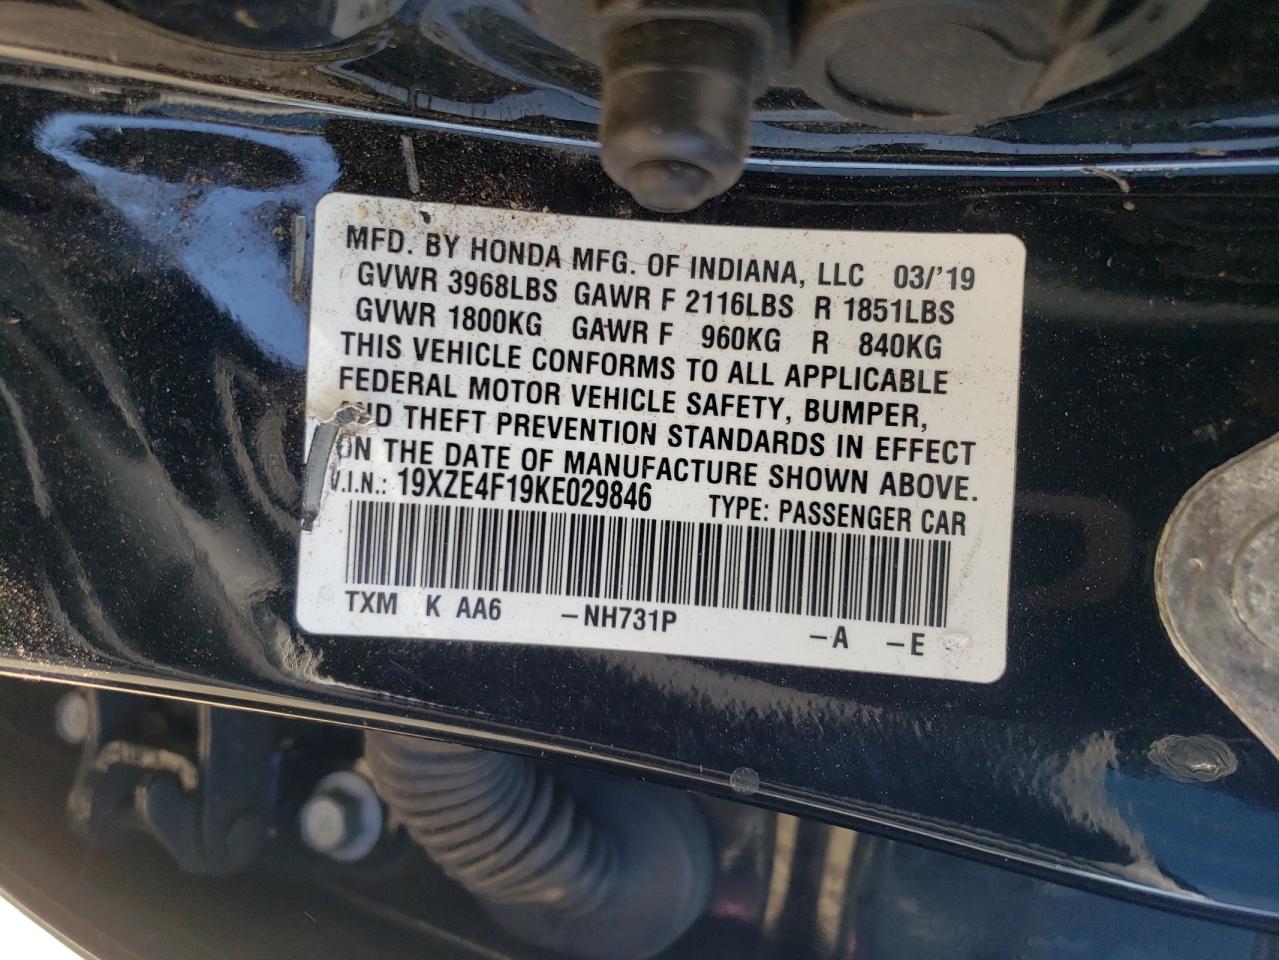 MFD. BY HONDA MFG. OF INDIANA, LLC 03/'19
GVWR 3968LBS GAWR F 2116LBS R 1851LBS
GVWR 1800KG GAWR F 960KG R 840KG
THIS VEHICLE CONFORMS TO ALL APPLICABLE
FEDERAL MOTOR VEHICLE SAFETY, BUMPER,
AND THEFT PREVENTION STANDARDS IN EFFECT
ON THE DATE OF MANUFACTURE SHOWN ABOVE.
V.I.N.: 19XZE4F19KE029846 TYPE: PASSENGER CAR
TXM K AA6 –NH731P –A –E